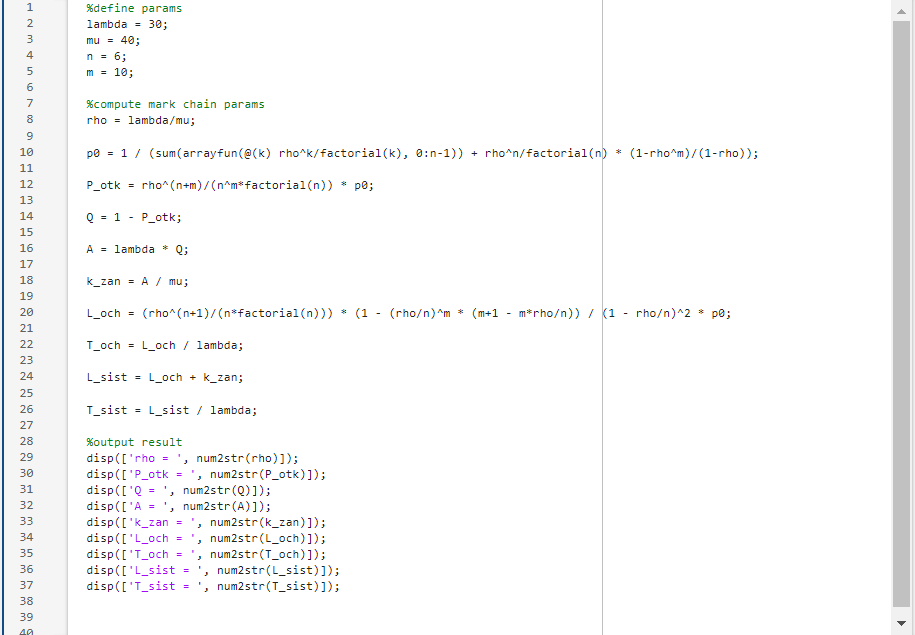 1 %define params
2 lambda = 30;
3 mu = 40;
4 n = 6;
5 m = 10;
6
7 %compute mark chain params
8 rho = lambda/mu;
9
10 p0 = 1 / (sum(arrayfun(@(k) rho^k/factorial(k), 0:n-1)) + rho^n/factorial(n) * (1-rho^m)/(1-rho));
11
12 P_otk = rho^(n+m)/(n^m*factorial(n)) * p0;
13
14 Q = 1 - P_otk;
15
16 A = lambda * Q;
17
18 k_zan = A / mu;
19
20 L_och = (rho^(n+1)/(n*factorial(n))) * (1 - (rho/n)^m * (m+1 - m*rho/n)) / (1 - rho/n)^2 * p0;
21
22 T_och = L_och / lambda;
23
24 L_sist = L_och + k_zan;
25
26 T_sist = L_sist / lambda;
27
28 %output result
29 disp(['rho = ', num2str(rho)]);
30 disp(['P_otk = ', num2str(P_otk)]);
31 disp(['Q = ', num2str(Q)]);
32 disp(['A = ', num2str(A)]);
33 disp(['k_zan = ', num2str(k_zan)]);
34 disp(['L_och = ', num2str(L_och)]);
35 disp(['T_och = ', num2str(T_och)]);
36 disp(['L_sist = ', num2str(L_sist)]);
37 disp(['T_sist = ', num2str(T_sist)]);
38
39
40